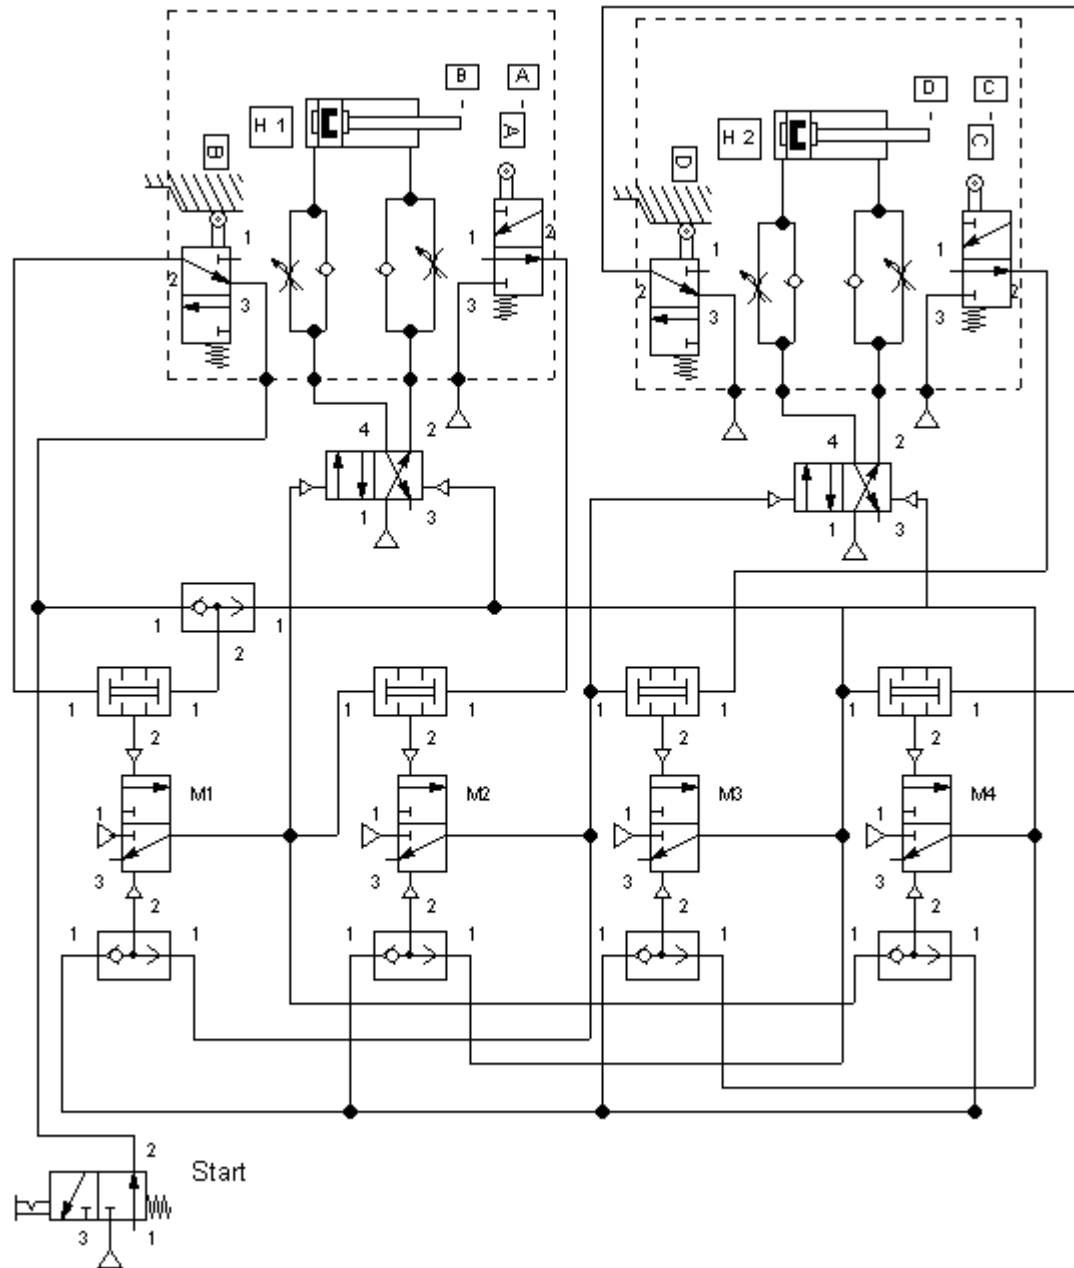 B A
H 1
A
B
1 1 2
2
3 3
D C
H 2
C
D
1 1
2 2
3 3
4 2
1 3
4 2
1 3
1 1
2
1 1 1 1 1 1 1 1
2 2 2 2
M1 M2 M3 M4
1 1 1 1
3 3 3 3
2 2 2 2
1 1 1 1 1 1 1 1
2
Start
3 1